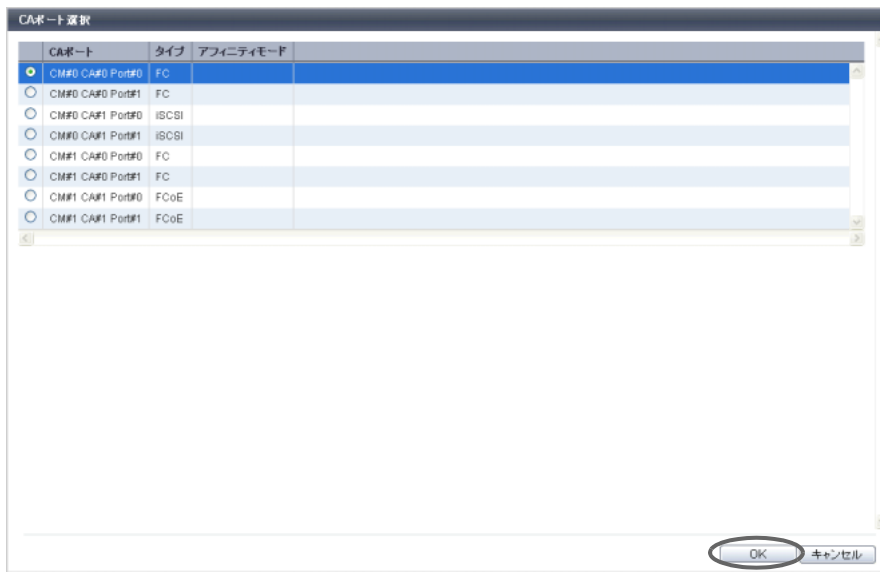 CAポート選択
CAポート タイプ アフィニティモード
CM#0 CA#0 Port#0 FC
CM#0 CA#0 Port#1 FC
CM#0 CA#1 Port#0 iSCSI
CM#0 CA#1 Port#1 iSCSI
CM#1 CA#0 Port#0 FC
CM#1 CA#0 Port#1 FC
CM#1 CA#1 Port#0 FCoE
CM#1 CA#1 Port#1 FCoE
OK キャンセル